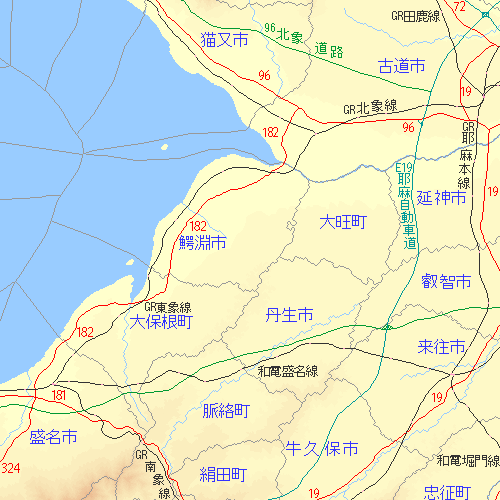 GR田鹿線
72
96
北象
道路
猫又市
古道市
96
19
GR北象線
182
96
GR耶麻本線
E19
耶麻自動車道
19
延神市
大旺町
182
鰐淵市
叡智市
GR東象線
大保根町
丹生市
182
来往市
和電盛名線
181
19
脈絡町
盛名市
GR南象線
牛久保市
324
絹田町
和電堀門線
19
忠征町